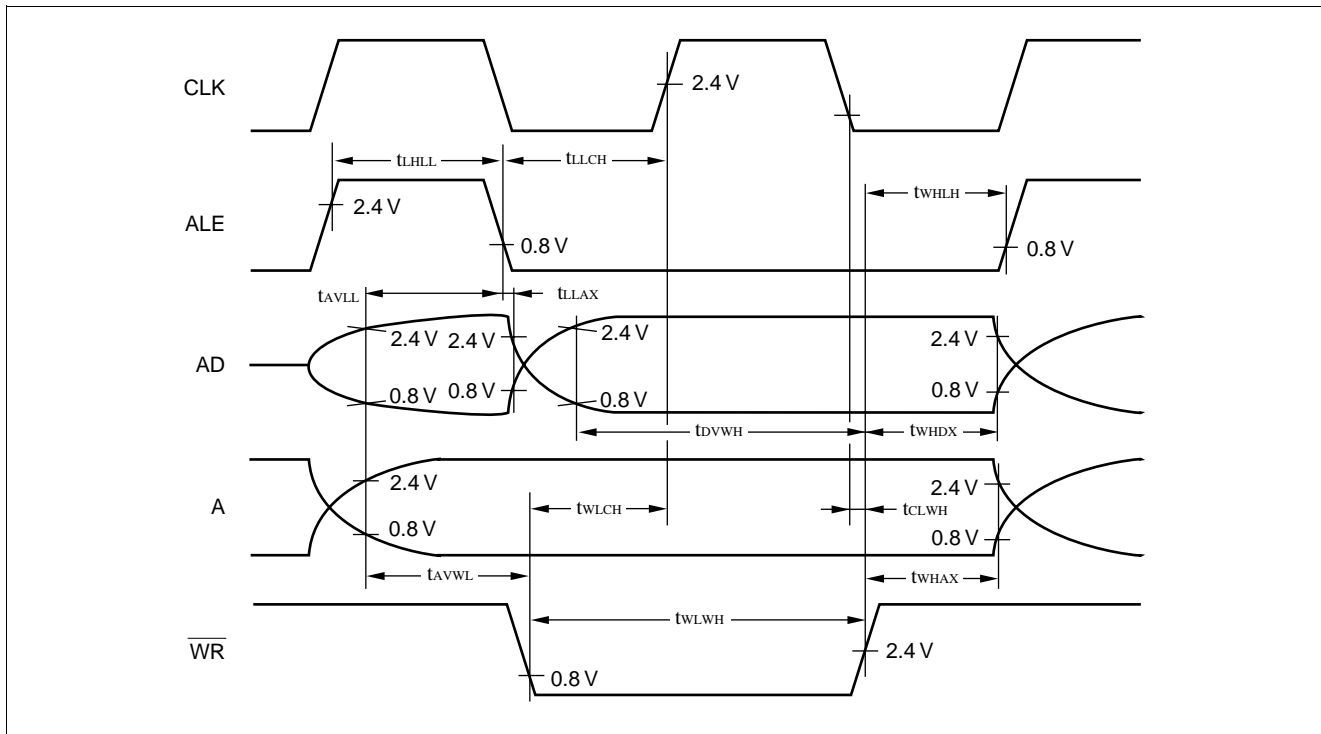 CLK
2.4 V
tLHLL
tLLCH
tWHLH
ALE
2.4 V
0.8 V
0.8 V
tAVLL
tLLAX
AD
2.4 V
2.4 V
2.4 V
2.4 V
0.8 V
0.8 V
0.8 V
0.8 V
tDVWH
tWHDX
A
2.4 V
2.4 V
tWLCH
tCLWH
0.8 V
0.8 V
tAVWL
tWHAX
tWLWH
WR
0.8 V
2.4 V